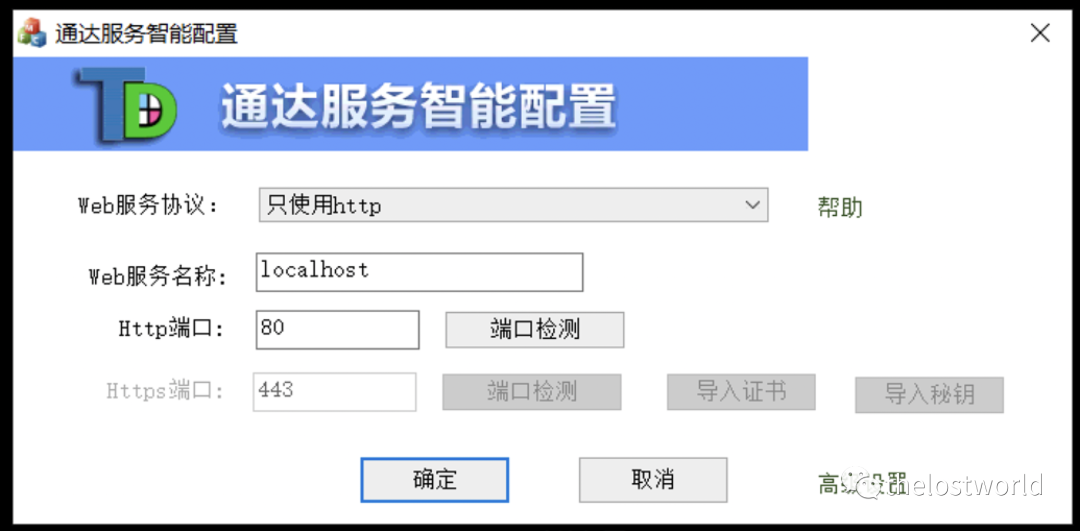 通达服务智能配置
TD 通达服务智能配置
Web服务协议： 只使用http 帮助
Web服务名称： localhost
Http端口： 80 端口检测
Https端口： 443 端口检测 导入证书 导入秘钥
确定 取消 高级设置 thelostworld